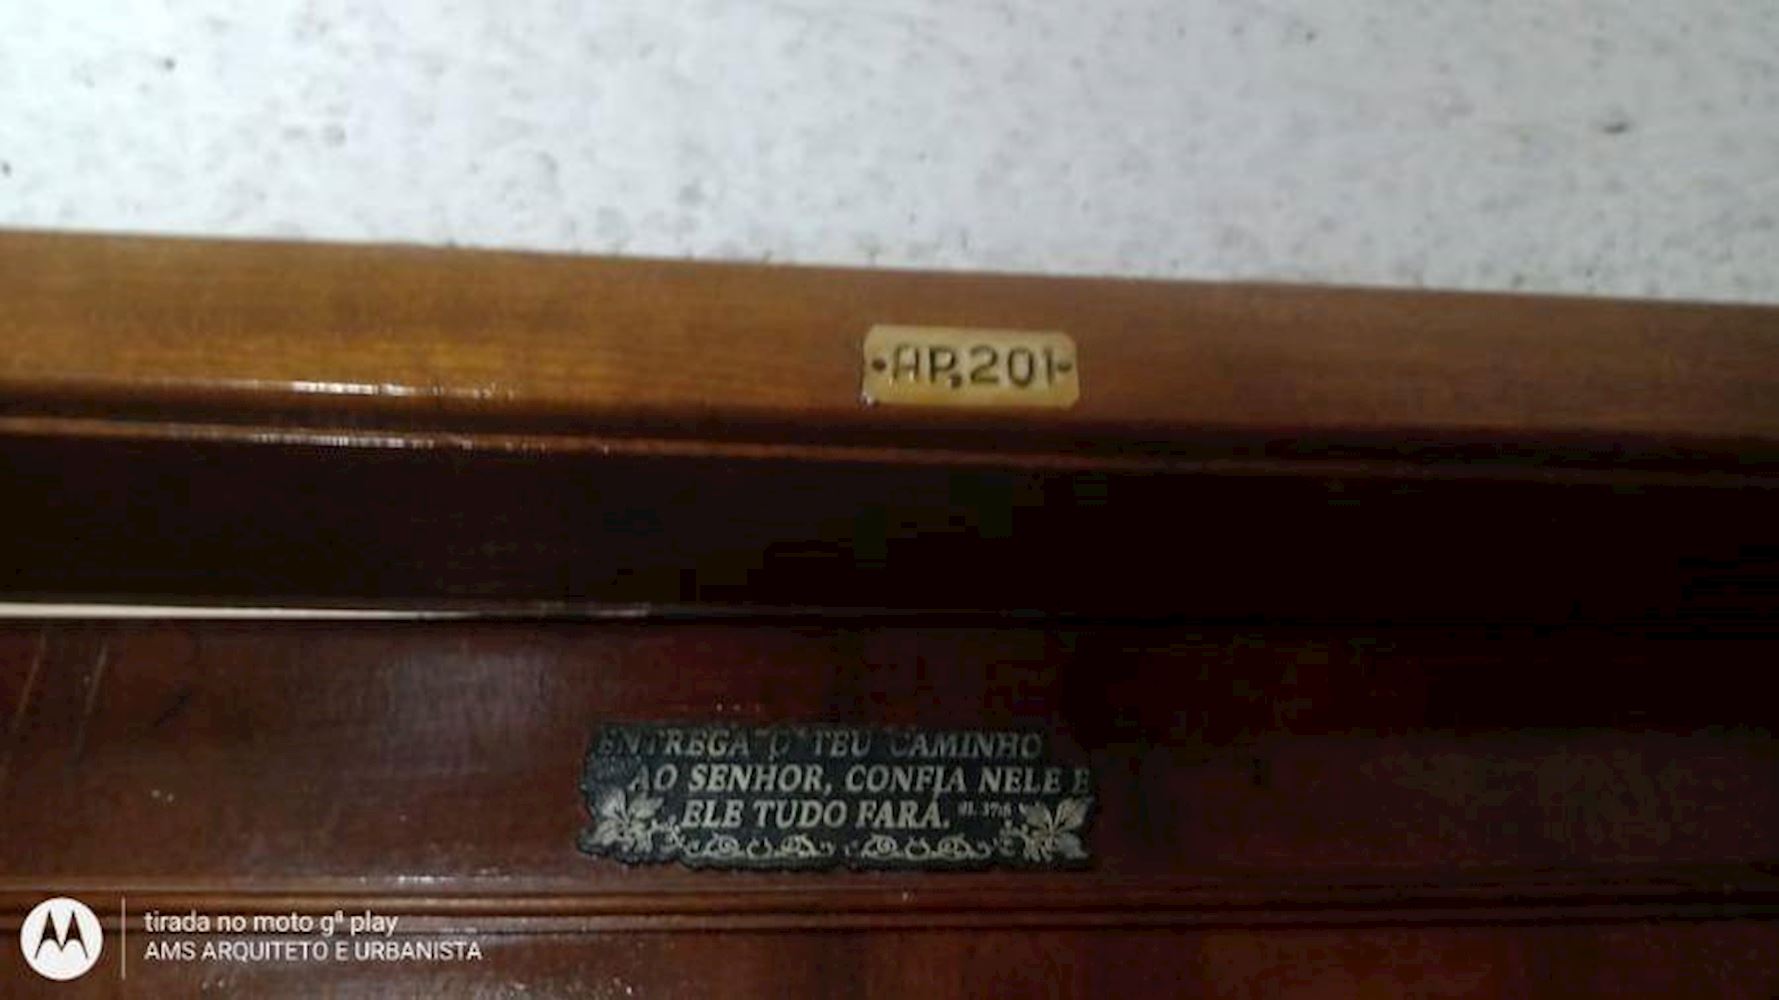 AP.201
ENTREGA O TEU CAMINHO
AO SENHOR, CONFIA NELE E
ELE TUDO FARÁ.
tirada no moto g⁸ play
AMS ARQUITETO E URBANISTA